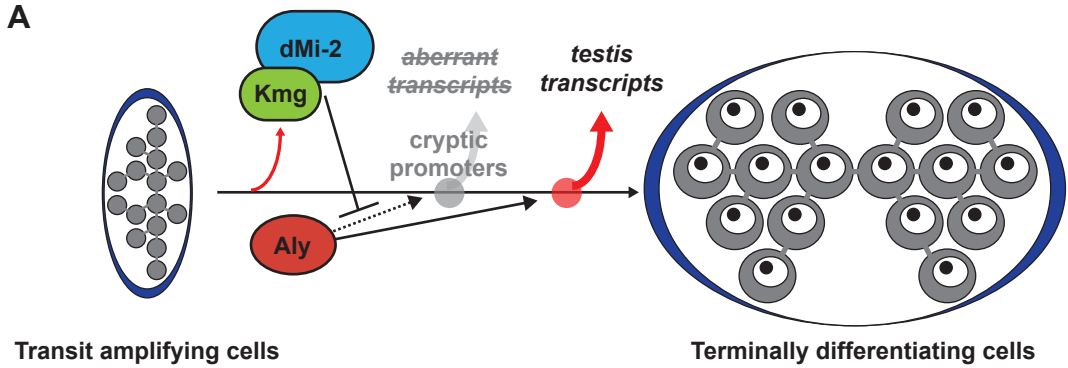 A
dMi-2
Kmg
aberrant
transcripts
testis
transcripts
cryptic
promoters
Aly
Transit amplifying cells
Terminally differentiating cells